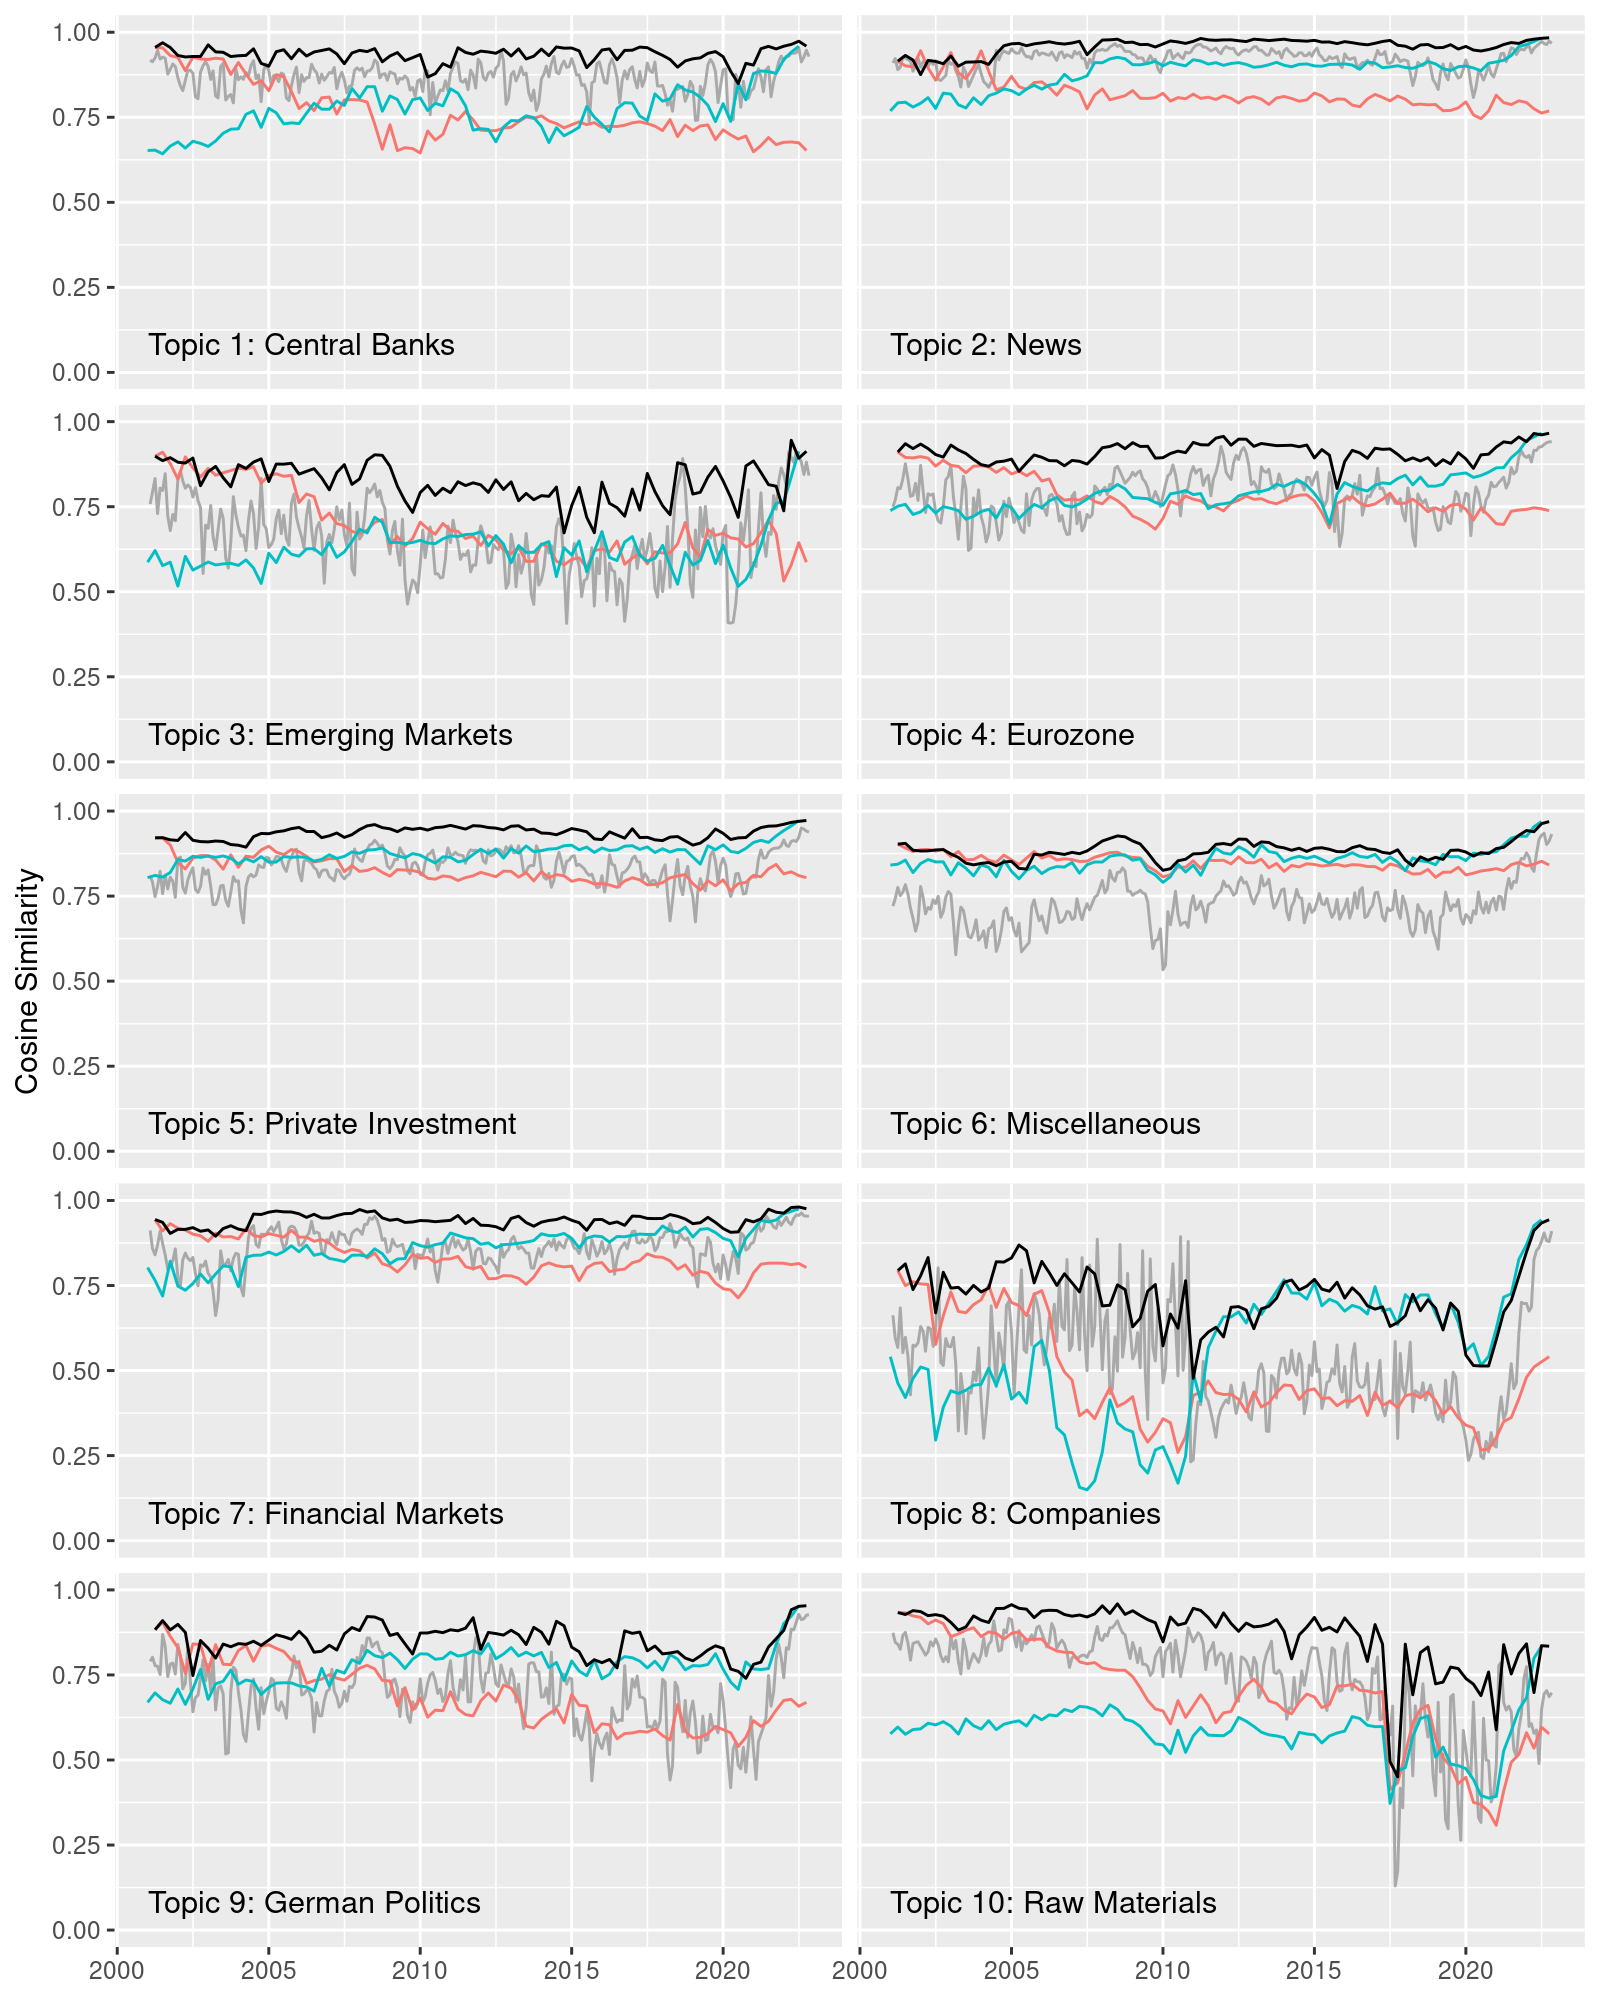 1.00
0.75
0.50
0.25
0.00
Topic 1: Central Banks
Topic 2: News
1.00
0.75
0.50
0.25
0.00
Topic 3: Emerging Markets
Topic 4: Eurozone
Cosine Similarity
1.00
0.75
0.50
0.25
0.00
Topic 5: Private Investment
Topic 6: Miscellaneous
1.00
0.75
0.50
0.25
0.00
Topic 7: Financial Markets
Topic 8: Companies
1.00
0.75
0.50
0.25
0.00
Topic 9: German Politics
Topic 10: Raw Materials
2000 2005 2010 2015 2020 2000 2005 2010 2015 2020